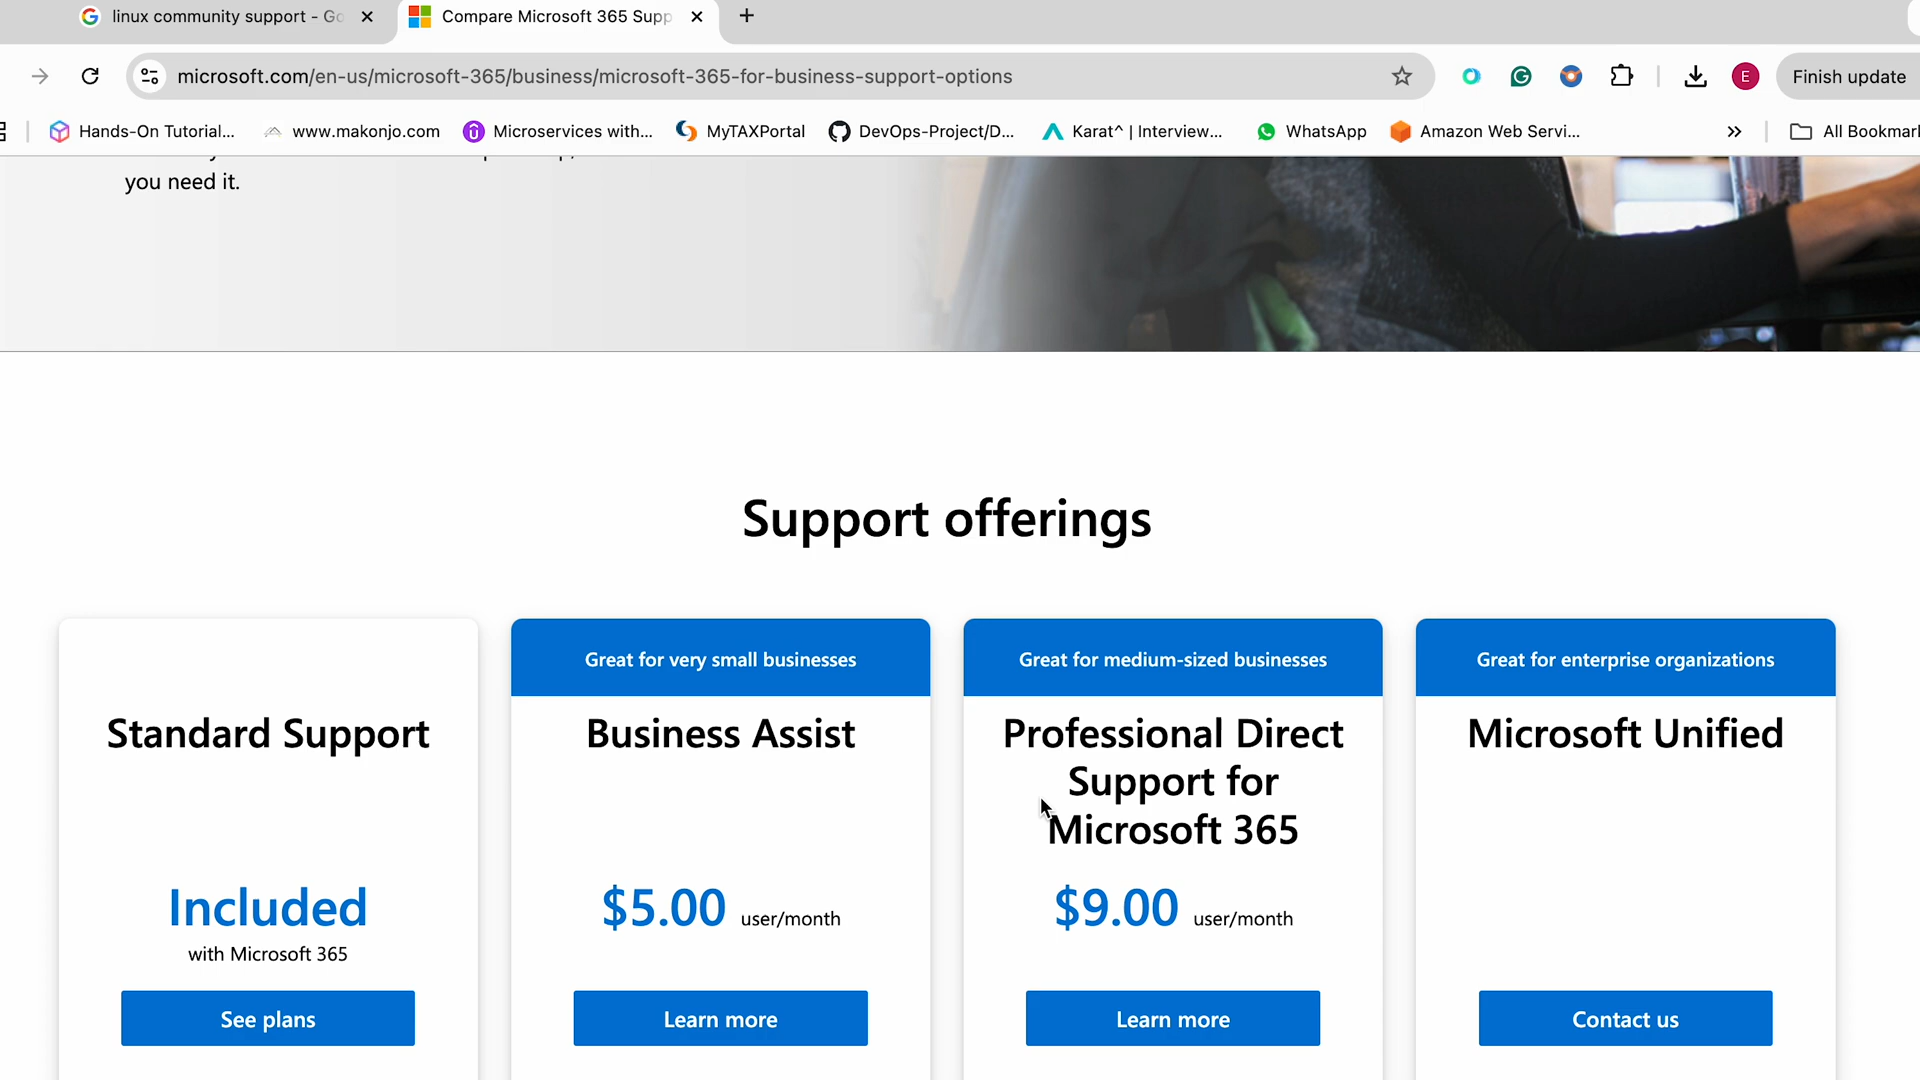 linux community support - Go
Compare Microsoft 365 Supp
microsoft.com/en-us/microsoft-365/business/microsoft-365-for-business-support-options
E
Finish update
Hands-On Tutorial...
www.makonjo.com
Microservices with...
MyTAXPortal
DevOps-Project/D...
Karat^ | Interview...
WhatsApp
Amazon Web Servi...
All Bookmar
you need it.
Support offerings
Standard Support
Included
with Microsoft 365
See plans
Great for very small businesses
Business Assist
$5.00 user/month
Learn more
Great for medium-sized businesses
Professional Direct
Support for
Microsoft 365
$9.00 user/month
Learn more
Great for enterprise organizations
Microsoft Unified
Contact us